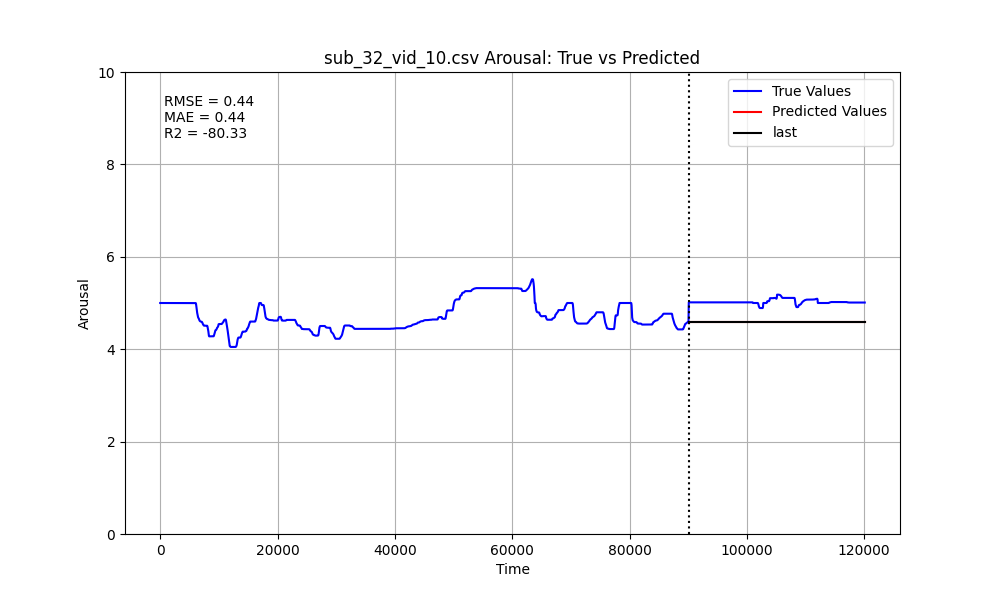 sub_32_vid_10.csv Arousal: True vs Predicted
RMSE = 0.44
MAE = 0.44
R2 = -80.33
True Values
Predicted Values
last
10
8
6
4
2
0
Arousal
0
20000
40000
60000
80000
100000
120000
Time